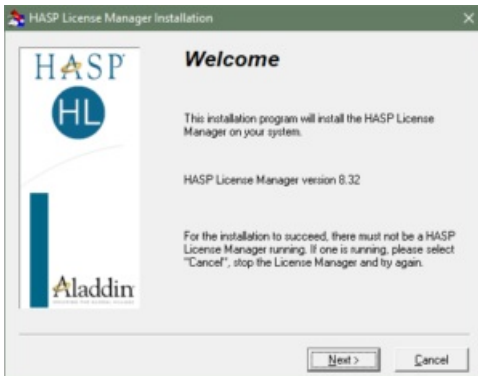 HASP License Manager Installation
HASP
HL
Aladdin
Welcome
This installation program will install the HASP License
Manager on your system.
HASP License Manager version 8.32
For the installation to succeed, there must not be a HASP
License Manager running. If one is running, please select
"Cancel", stop the License Manager and try again.
Next >
Cancel